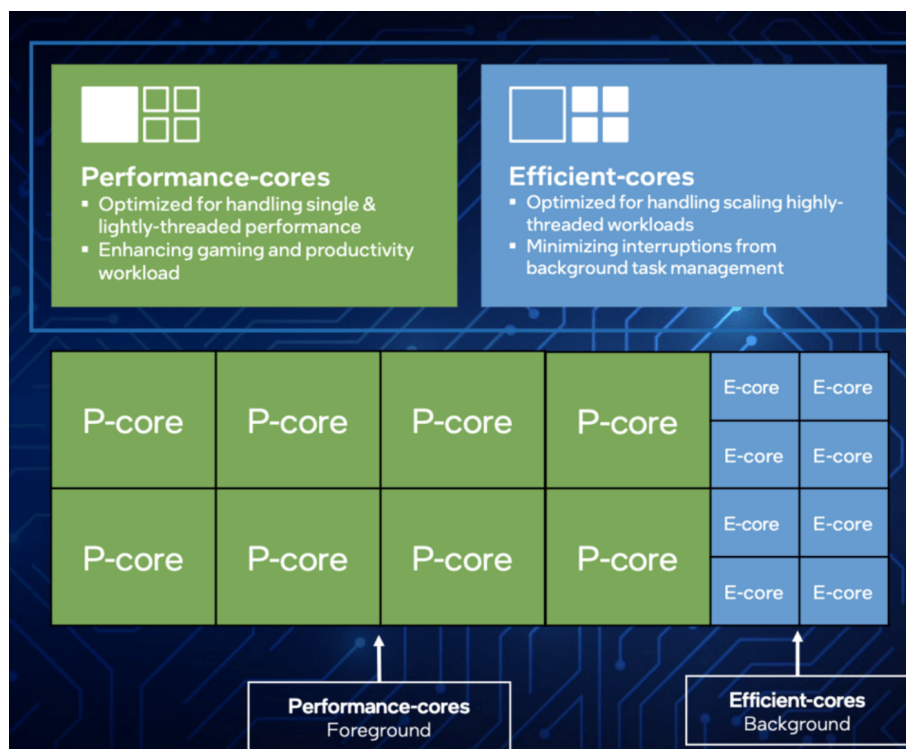 Performance-cores
▪ Optimized for handling single &
lightly-threaded performance
▪ Enhancing gaming and productivity
workload
Efficient-cores
▪ Optimized for handling scaling highly-
threaded workloads
▪ Minimizing interruptions from
background task management
P-core P-core P-core P-core
E-core E-core
E-core E-core
P-core P-core P-core P-core
E-core E-core
E-core E-core
Performance-cores
Foreground
Efficient-cores
Background